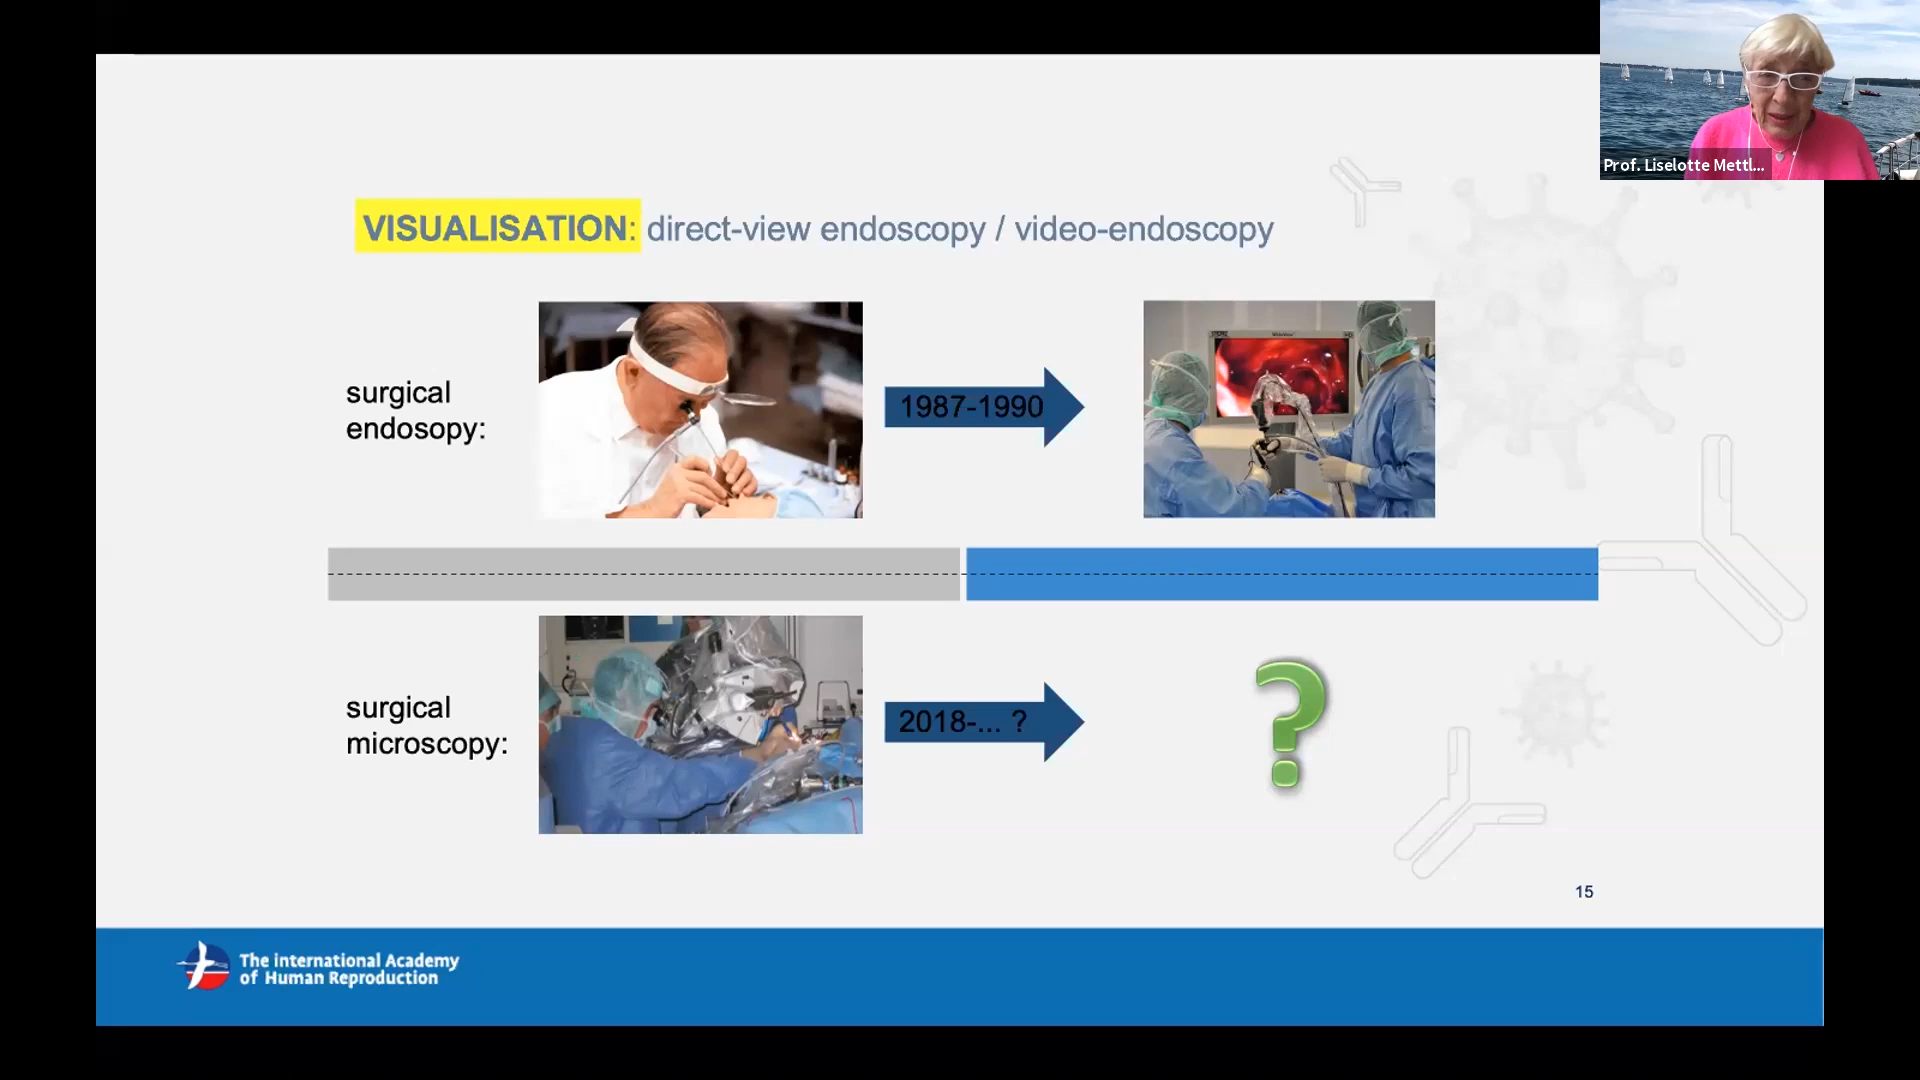 Prof. Liselotte Mettl...
VISUALISATION: direct-view endoscopy / video-endoscopy
surgical
endosopy:
1987-1990
surgical
microscopy:
2018-... ?
?
15
The international Academy
of Human Reproduction